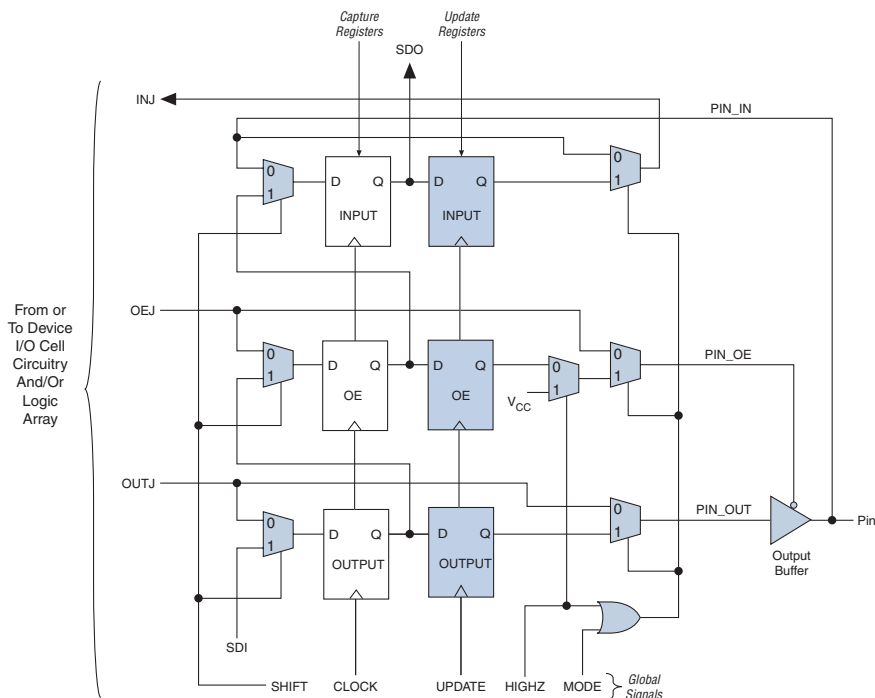 Capture
Registers
Update
Registers
SDO
INJ
PIN_IN
0
1
D Q
INPUT
D Q
INPUT
0
1
From or
To Device
I/O Cell
Circuitry
And/Or
Logic
Array
OEJ
0
1
D Q
OE
D Q
OE
0
1
VCC
0
1
PIN_OE
OUTJ
0
1
D Q
OUTPUT
D Q
OUTPUT
0
1
PIN_OUT
Pin
Output
Buffer
SDI
SHIFT
CLOCK
UPDATE
HIGHZ
MODE
Global
Signals